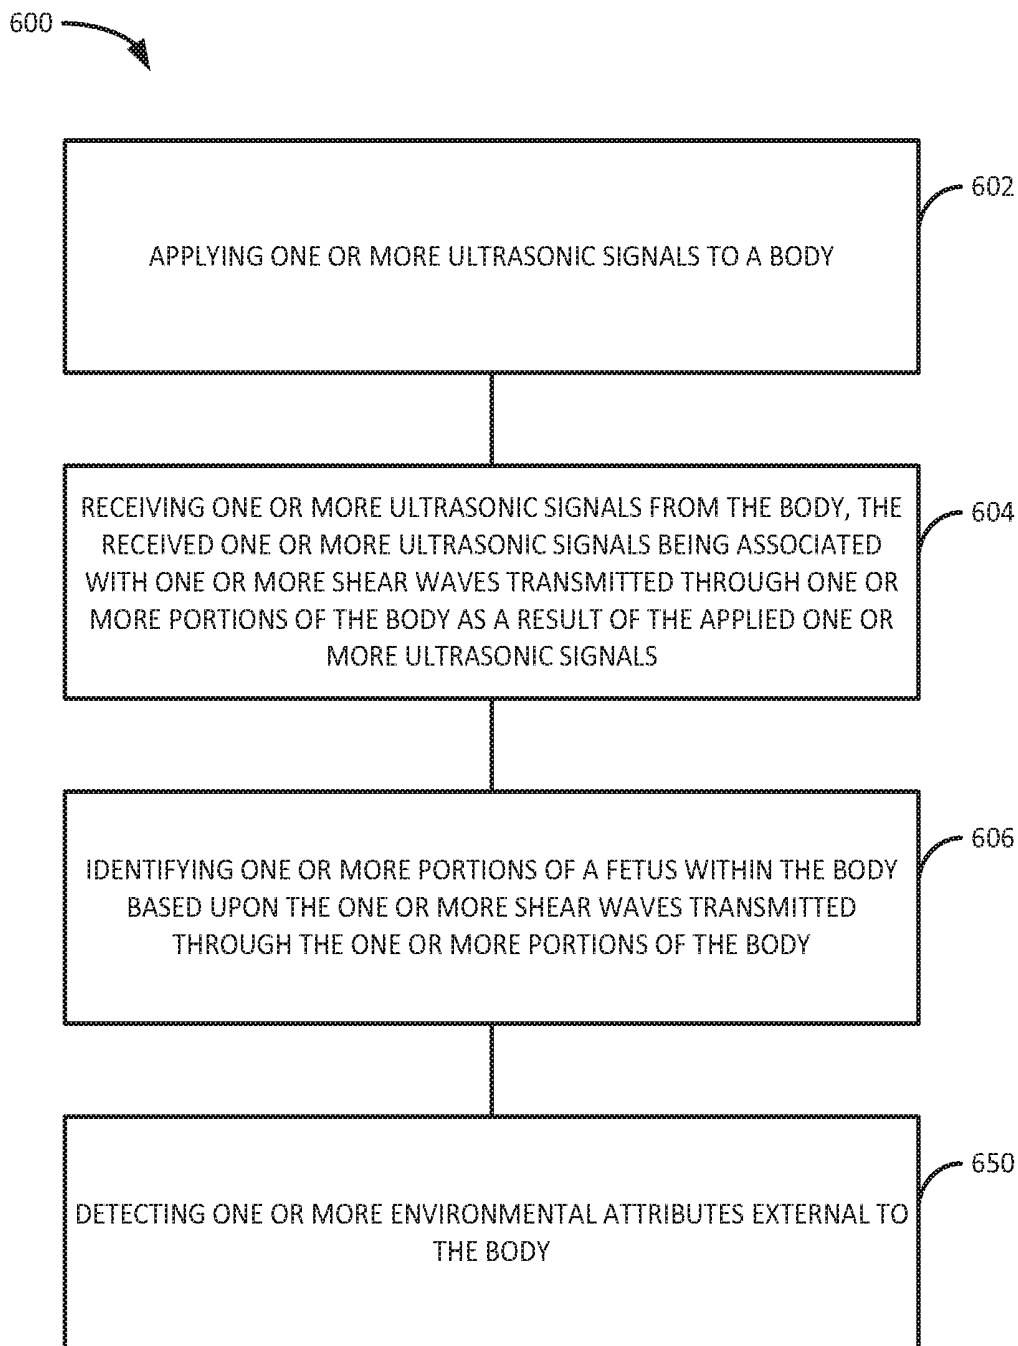 600
602
APPLYING ONE OR MORE ULTRASONIC SIGNALS TO A BODY
604
RECEIVING ONE OR MORE ULTRASONIC SIGNALS FROM THE BODY, THE
RECEIVED ONE OR MORE ULTRASONIC SIGNALS BEING ASSOCIATED
WITH ONE OR MORE SHEAR WAVES TRANSMITTED THROUGH ONE OR
MORE PORTIONS OF THE BODY AS A RESULT OF THE APPLIED ONE OR
MORE ULTRASONIC SIGNALS
606
IDENTIFYING ONE OR MORE PORTIONS OF A FETUS WITHIN THE BODY
BASED UPON THE ONE OR MORE SHEAR WAVES TRANSMITTED
THROUGH THE ONE OR MORE PORTIONS OF THE BODY
650
DETECTING ONE OR MORE ENVIRONMENTAL ATTRIBUTES EXTERNAL TO
THE BODY